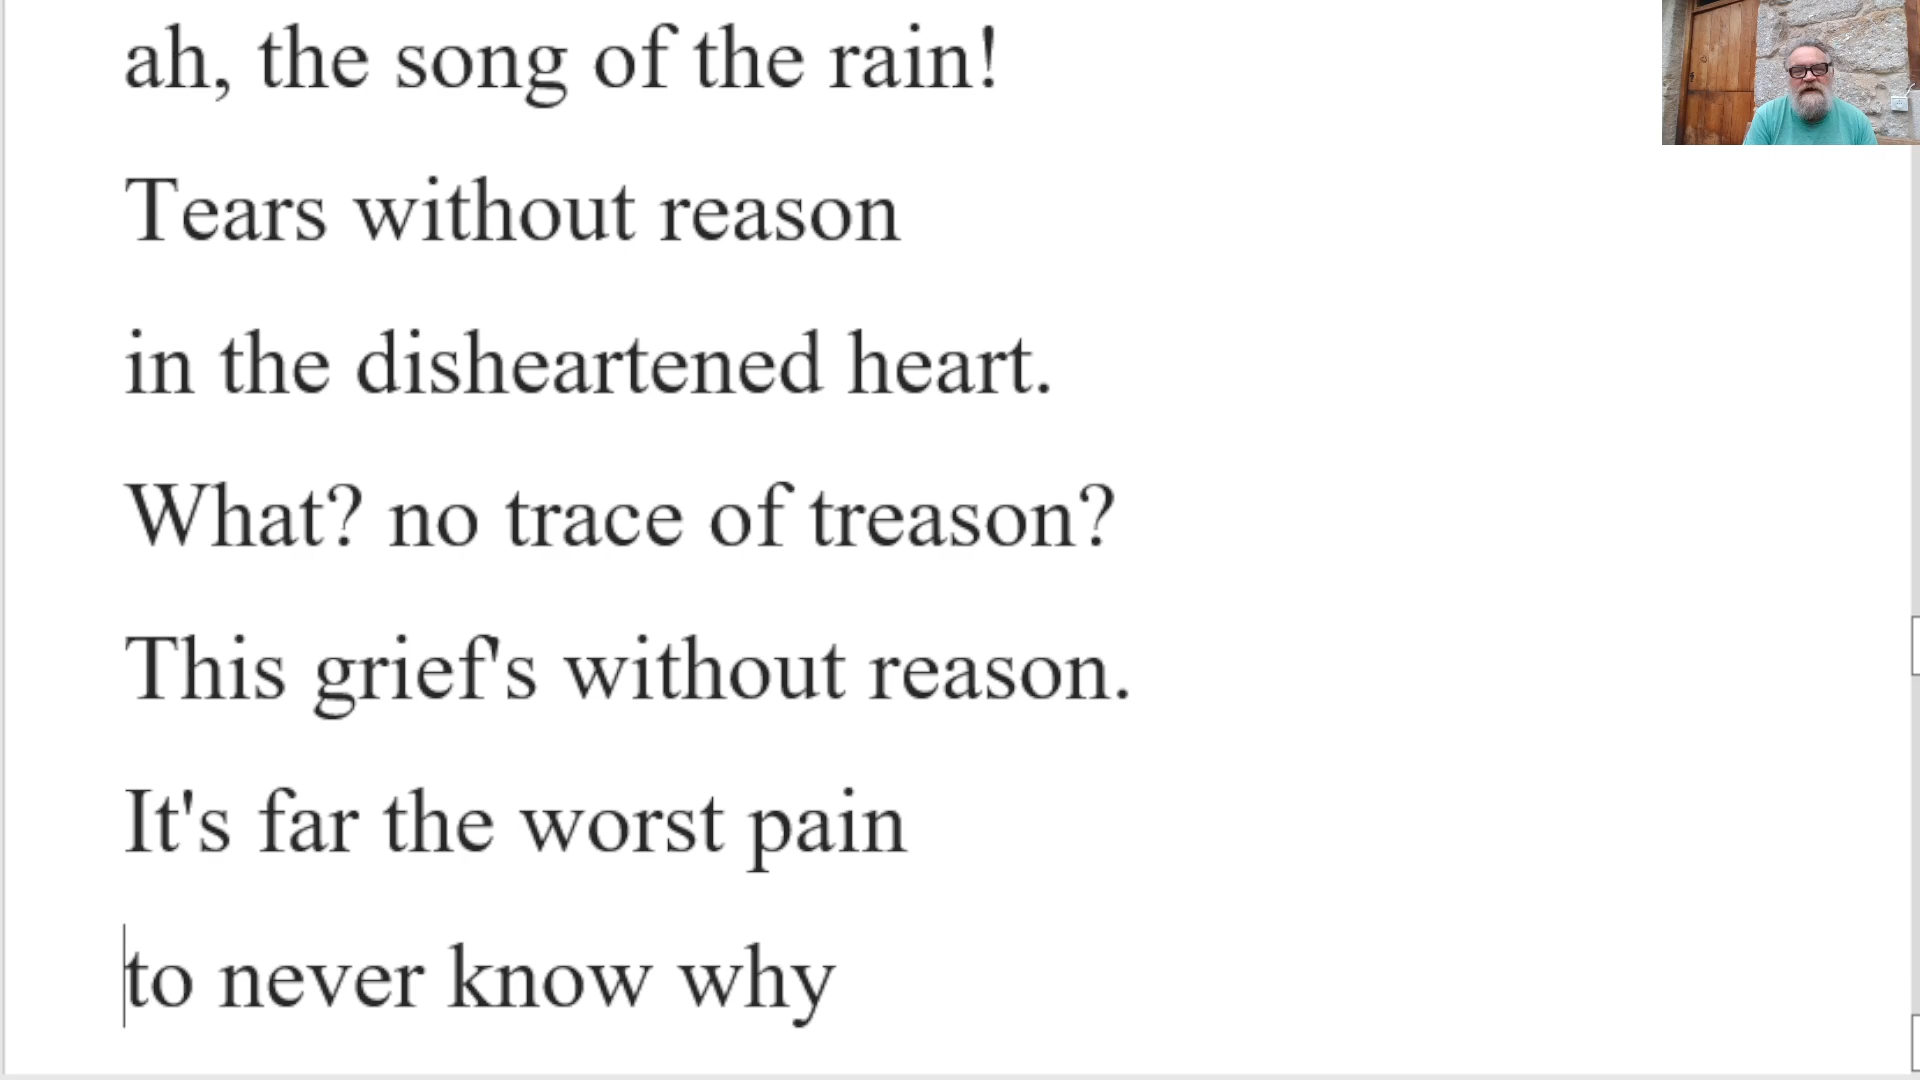 ah, the song of the rain!
Tears without reason
in the disheartened heart.
What? no trace of treason?
This grief's without reason.
It's far the worst pain
to never know why